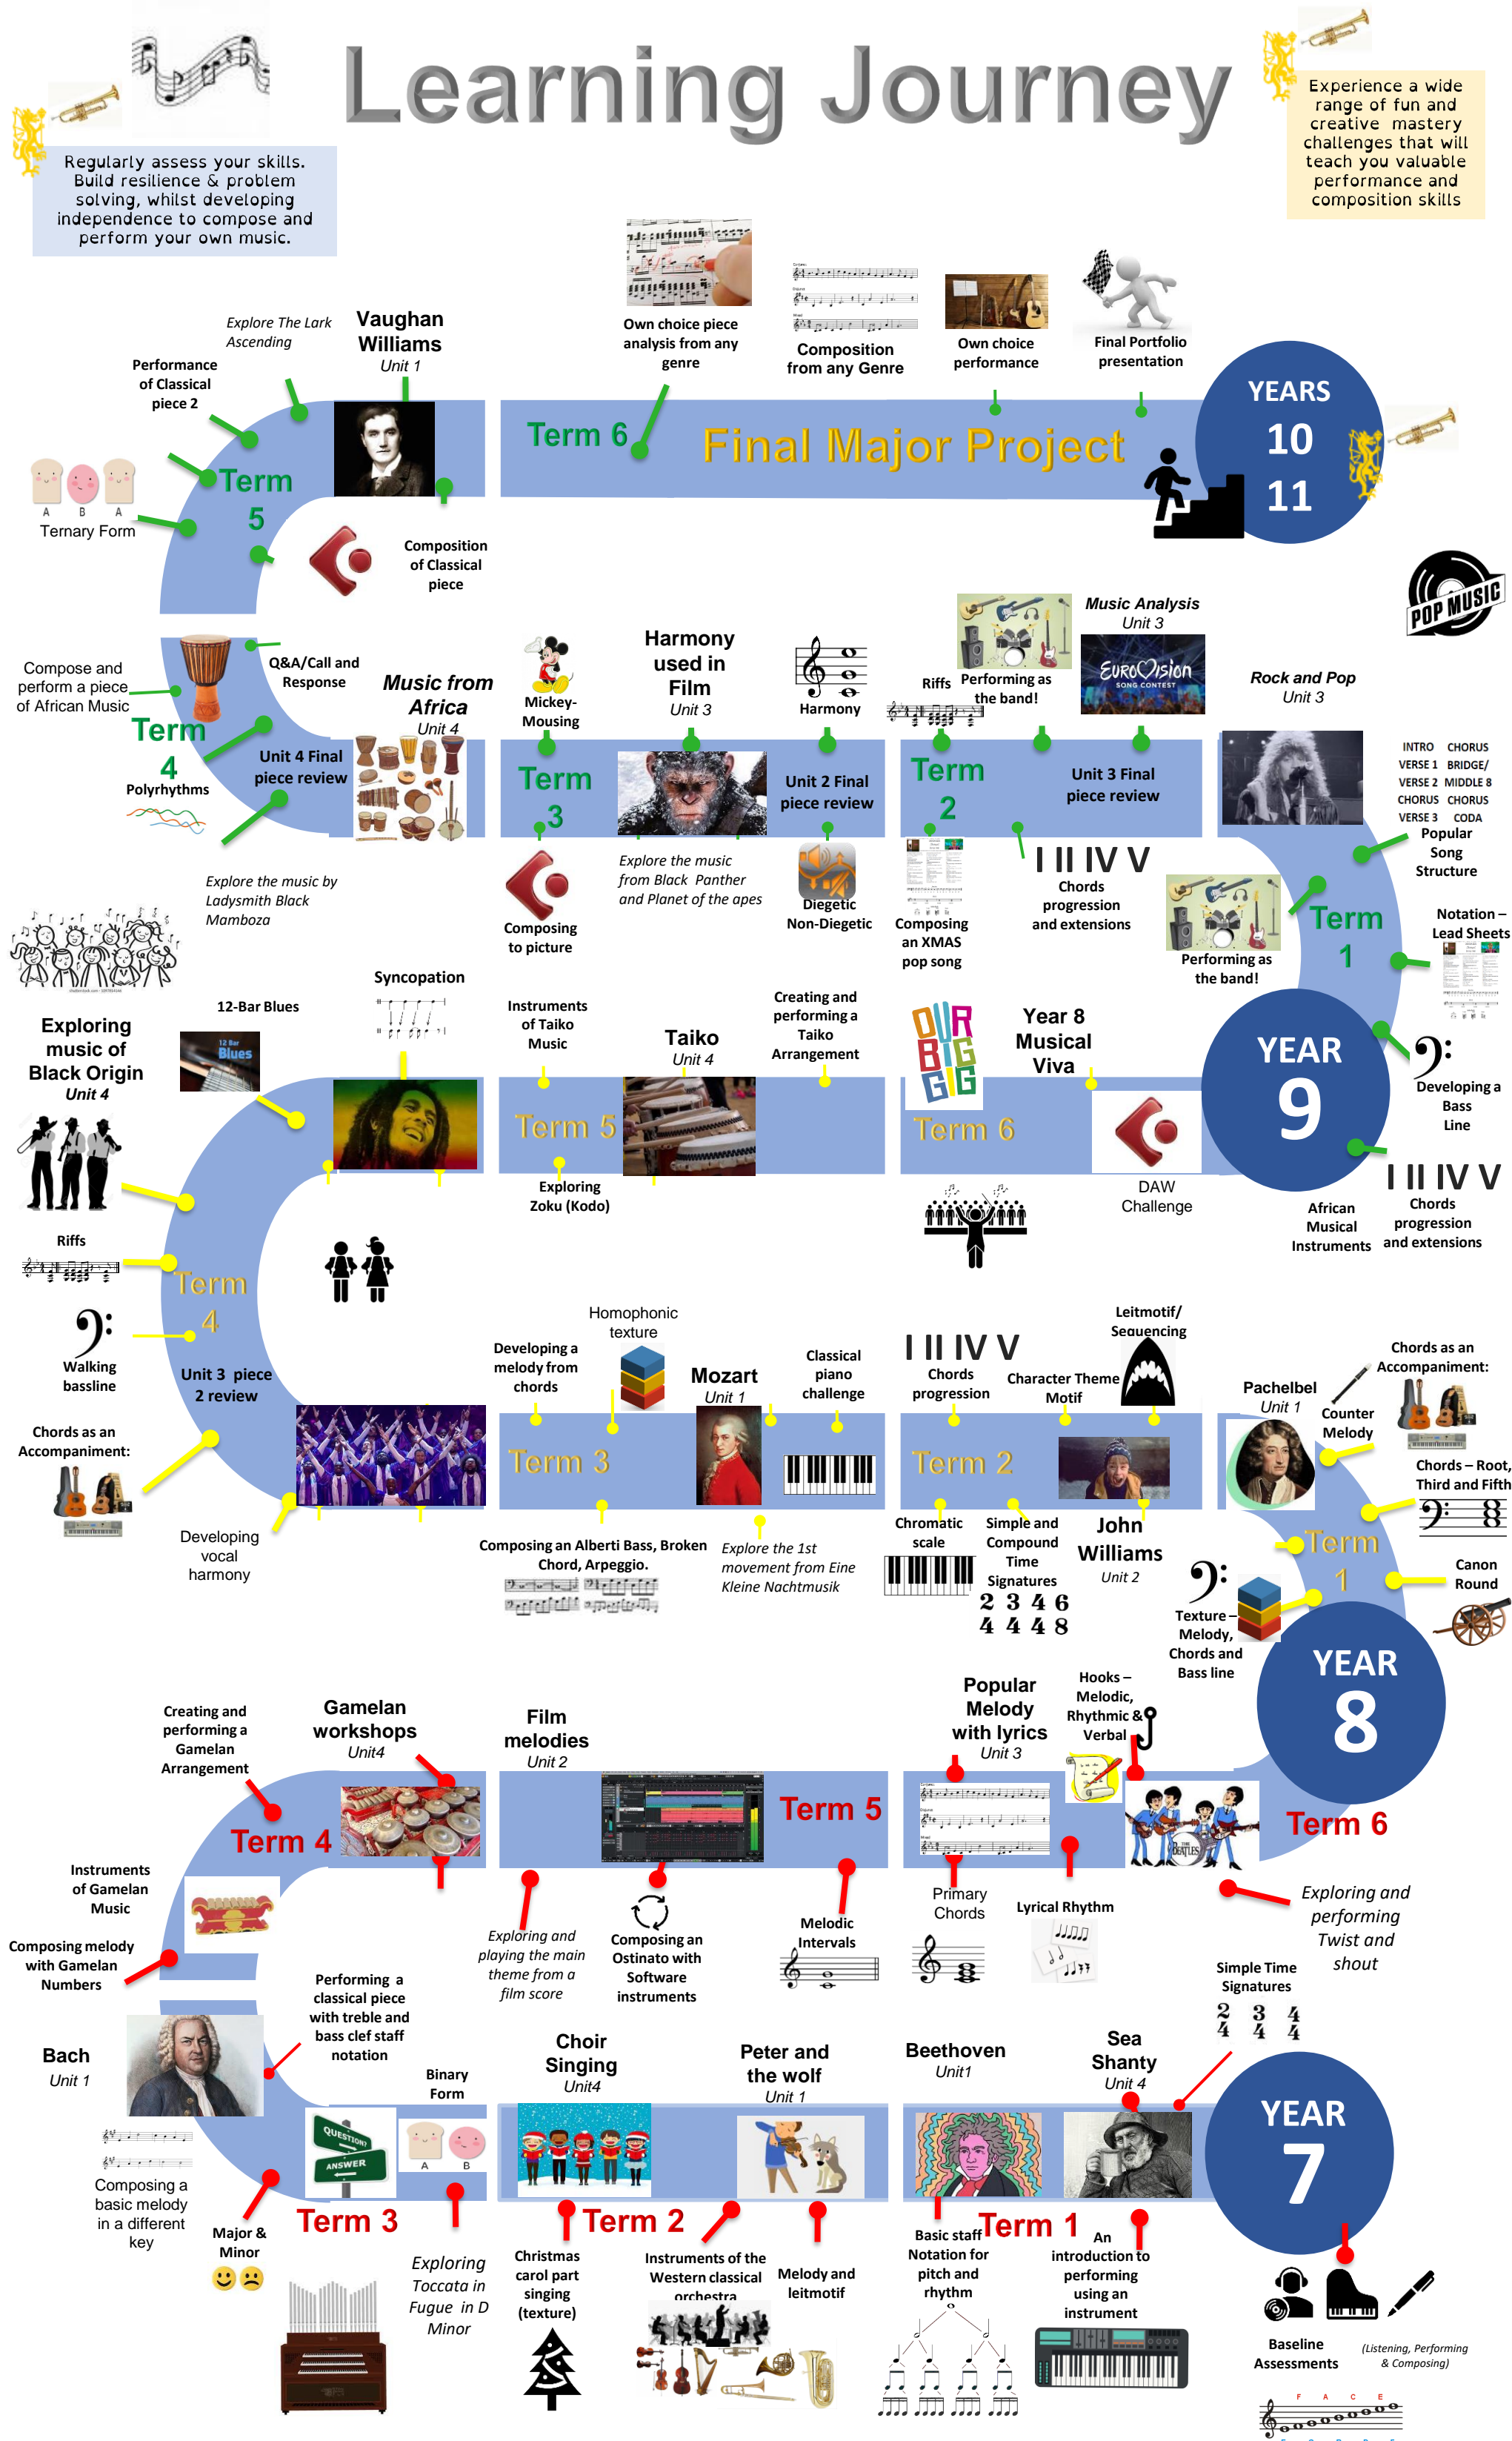 Learning Journey
Regularly assess your skills.
Build resilience & problem
solving, whilst developing
independence to compose and
perform your own music.
Experience a wide
range of fun and
creative mastery
challenges that will
teach you valuable
performance and
composition skills
Explore The Lark
Ascending
Vaughan
Williams
Unit 1
Performance
of Classical
piece 2
Own choice piece
analysis from any
genre
Composition
from any Genre
Own choice
performance
Final Portfolio
presentation
Term 6
Final Major Project
YEARS
10
11
Term
5
A B A
Ternary Form
Composition
of Classical
piece
POP MUSIC
Compose and
perform a piece
of African Music
Q&A/Call and
Response
Music from
Africa
Unit 4
Term
4
Polyrhythms
Unit 4 Final
piece review
Mickey-
Mousing
Harmony
used in
Film
Unit 3
Harmony
Riffs
Performing as
the band!
Music Analysis
Unit 3
EUROVISION
SONG CONTEST
Rock and Pop
Unit 3
Term
3
Unit 2 Final
piece review
Term
2
Unit 3 Final
piece review
INTRO CHORUS
VERSE 1 BRIDGE/
VERSE 2 MIDDLE 8
CHORUS CHORUS
VERSE 3 CODA
Popular
Song
Structure
Explore the music by
Ladysmith Black
Mamboza
Composing
to picture
Explore the music
from Black Panther
and Planet of the apes
Diegetic
Non-Diegetic
Composing
an XMAS
pop song
I II IV V
Chords
progression
and extensions
Performing as
the band!
Term
1
Notation –
Lead Sheets
Developing a
Bass
Line
I II IV V
Chords
progression
and extensions
African
Musical
Instruments
YEAR
9
Exploring
music of
Black Origin
Unit 4
12-Bar Blues
12 Bar
Blues
Syncopation
Instruments
of Taiko
Music
Taiko
Unit 4
Creating and
performing a
Taiko
Arrangement
OUR
BIG
GIG
Year 8
Musical
Viva
Term 5
Term 6
Exploring
Zoku (Kodo)
DAW
Challenge
Riffs
Term
4
Walking
bassline
Unit 3 piece
2 review
Chords as an
Accompaniment:
Developing
vocal
harmony
Developing a
melody from
chords
Homophonic
texture
Mozart
Unit 1
Classical
piano
challenge
I II IV V
Chords
progression
Character Theme
Motif
Leitmotif/
Sequencing
Pachelbel
Unit 1
Counter
Melody
Chords as an
Accompaniment:
Chords – Root,
Third and Fifth
Term 3
Term 2
Composing an Alberti Bass, Broken
Chord, Arpeggio.
Explore the 1st
movement from Eine
Kleine Nachtmusik
Chromatic
scale
Simple and
Compound
Time
Signatures
2 3 4 6
4 4 4 8
John
Williams
Unit 2
Term
1
Canon
Round
Texture –
Melody,
Chords and
Bass line
YEAR
8
Creating and
performing a
Gamelan
Arrangement
Gamelan
workshops
Unit4
Film
melodies
Unit 2
Popular
Melody
with lyrics
Unit 3
Hooks –
Melodic,
Rhythmic &
Verbal
Term 4
Term 5
THE
BEATLES
Term 6
Instruments
of Gamelan
Music
Composing melody
with Gamelan
Numbers
Exploring and
playing the main
theme from a
film score
Composing an
Ostinato with
Software
instruments
Melodic
Intervals
Primary
Chords
Lyrical Rhythm
Exploring and
performing
Twist and
shout
Simple Time
Signatures
2 3 4
4 4 4
Bach
Unit 1
Performing a
classical piece
with treble and
bass clef staff
notation
Binary
Form
QUESTION?
ANSWER
A B
Choir
Singing
Unit4
Peter and
the wolf
Unit 1
Beethoven
Unit1
Sea
Shanty
Unit 4
YEAR
7
Composing a
basic melody
in a different
key
Major &
Minor
Term 3
Exploring
Toccata in
Fugue in D
Minor
Term 2
Christmas
carol part
singing
(texture)
Instruments of the
Western classical
orchestra
Melody and
leitmotif
Term 1
Basic staff
Notation for
pitch and
rhythm
An
introduction to
performing
using an
instrument
Baseline
Assessments
(Listening, Performing
& Composing)
F A C E